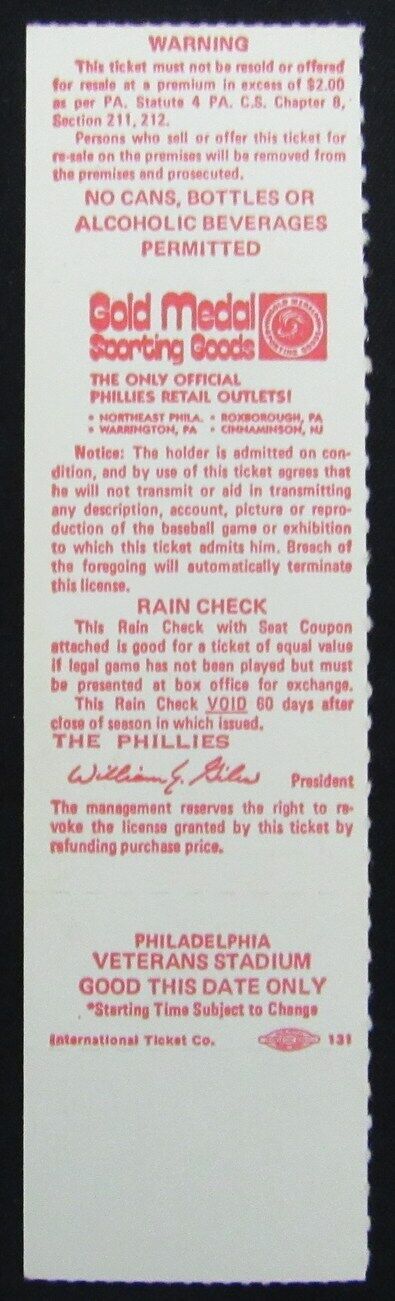 WARNING
This ticket must not be resold or offered
for resale at a premium in excess of $2.00
as per PA. Statute 4 PA. C.S. Chapter 8,
Section 211, 212.
Persons who sell or offer this ticket for
re-sale on the premises will be removed from
the premises and prosecuted.
NO CANS, BOTTLES OR
ALCOHOLIC BEVERAGES
PERMITTED
Gold Medal
Sporting Goods
THE ONLY OFFICIAL
PHILLIES RETAIL OUTLETS!
• NORTHEAST PHILA. • ROXBOROUGH, PA
• WARRINGTON, PA • CINNAMINSON, NJ
Notice: The holder is admitted on con-
dition, and by use of this ticket agrees that
he will not transmit or aid in transmitting
any description, account, picture or repro-
duction of the baseball game or exhibition
to which this ticket admits him. Breach of
the foregoing will automatically terminate
this license.
RAIN CHECK
This Rain Check with Seat Coupon
attached is good for a ticket of equal value
if legal game has not been played but must
be presented at box office for exchange.
This Rain Check VOID 60 days after
close of season in which issued.
THE PHILLIES
William Y. Giles President
The management reserves the right to re-
voke the license granted by this ticket by
refunding purchase price.
PHILADELPHIA
VETERANS STADIUM
GOOD THIS DATE ONLY
*Starting Time Subject to Change
International Ticket Co. 131